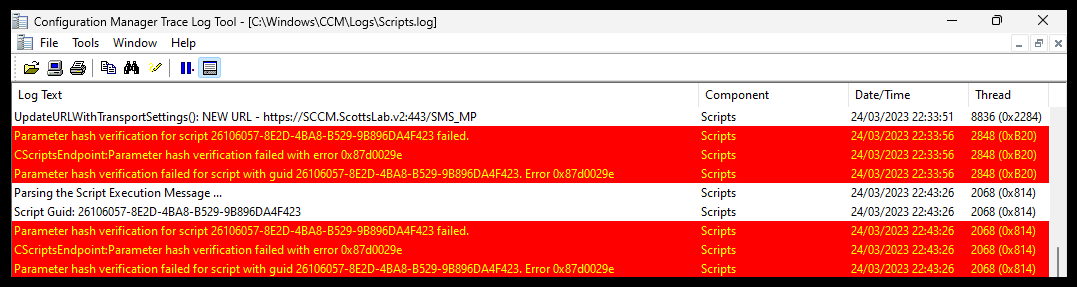 Configuration Manager Trace Log Tool - [C:\Windows\CCM\Logs\Scripts.log]
File Tools Window Help
Log Text Component Date/Time Thread
UpdateURLWithTransportSettings(): NEW URL - https://SCCM.ScottsLab.v2:443/SMS_MP Scripts 24/03/2023 22:33:51 8836 (0x2284)
Parameter hash verification for script 26106057-8E2D-4BA8-B529-9B896DA4F423 failed. Scripts 24/03/2023 22:33:56 2848 (0xB20)
CScriptsEndpoint:Parameter hash verification failed with error 0x87d0029e Scripts 24/03/2023 22:33:56 2848 (0xB20)
Parameter hash verification failed for script with guid 26106057-8E2D-4BA8-B529-9B896DA4F423. Error 0x87d0029e Scripts 24/03/2023 22:33:56 2848 (0xB20)
Parsing the Script Execution Message ... Scripts 24/03/2023 22:43:26 2068 (0x814)
Script Guid: 26106057-8E2D-4BA8-B529-9B896DA4F423 Scripts 24/03/2023 22:43:26 2068 (0x814)
Parameter hash verification for script 26106057-8E2D-4BA8-B529-9B896DA4F423 failed. Scripts 24/03/2023 22:43:26 2068 (0x814)
CScriptsEndpoint:Parameter hash verification failed with error 0x87d0029e Scripts 24/03/2023 22:43:26 2068 (0x814)
Parameter hash verification failed for script with guid 26106057-8E2D-4BA8-B529-9B896DA4F423. Error 0x87d0029e Scripts 24/03/2023 22:43:26 2068 (0x814)